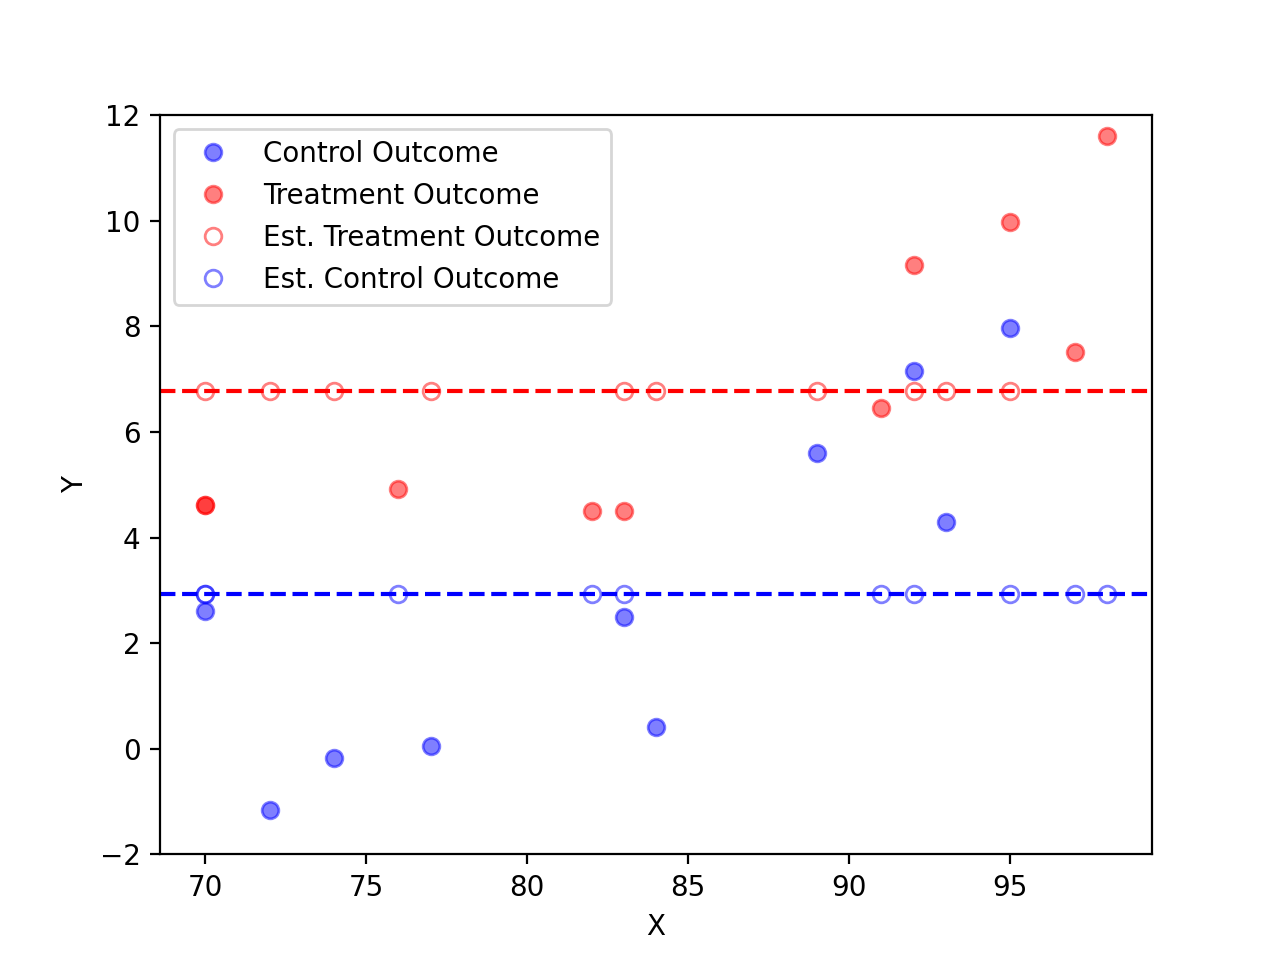 12
10
8
6
4
2
0
−2
Control Outcome
Treatment Outcome
Est. Treatment Outcome
Est. Control Outcome
Y
70 75 80 85 90 95
X